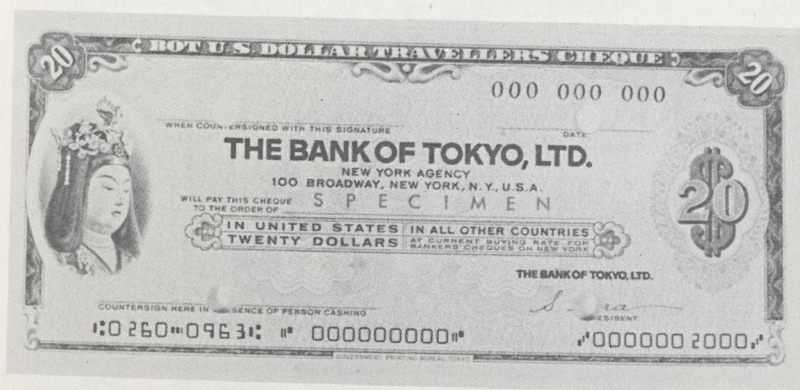 20 BOT U.S. DOLLAR TRAVELLERS CHEQUE 20
000 000 000
WHEN COUNTERSIGNED WITH THIS SIGNATURE DATE
THE BANK OF TOKYO, LTD.
NEW YORK AGENCY
100 BROADWAY, NEW YORK, N.Y., U.S.A.
WILL PAY THIS CHEQUE
TO THE ORDER OF SPECIMEN
$20
IN UNITED STATES IN ALL OTHER COUNTRIES
TWENTY DOLLARS AT CURRENT BUYING RATE FOR
BANKERS' CHEQUES ON NEW YORK
THE BANK OF TOKYO, LTD.
PRESIDENT
COUNTERSIGN HERE IN PRESENCE OF PERSON CASHING
⑆0260⑉0963⑆ ⑈ 000000000⑈ ⑇000000 2000⑇
GOVERNMENT PRINTING BUREAU TOKYO